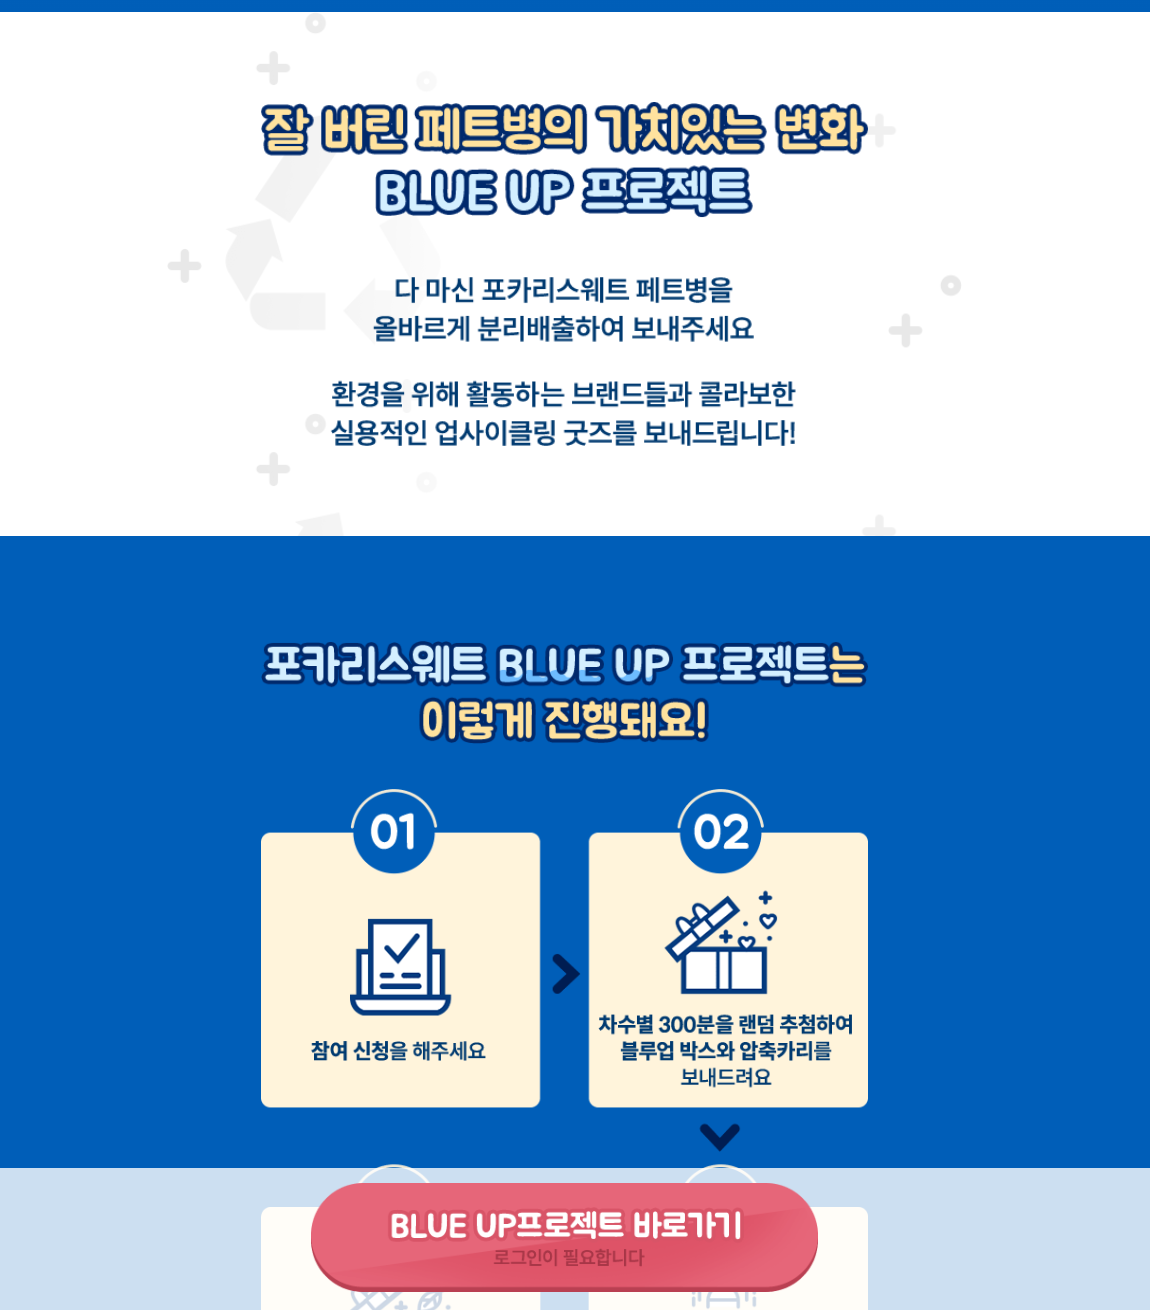 잘 버린 페트병의 가치있는 변화
BLUE UP 프로젝트
다 마신 포카리스웨트 페트병을
올바르게 분리배출하여 보내주세요
환경을 위해 활동하는 브랜드들과 콜라보한
실용적인 업사이클링 굿즈를 보내드립니다!
포카리스웨트 BLUE UP 프로젝트는
이렇게 진행돼요!
01
참여 신청을 해주세요
02
차수별 300분을 랜덤 추첨하여
블루업 박스와 압축카리를
보내드려요
BLUE UP프로젝트 바로가기
로그인이 필요합니다